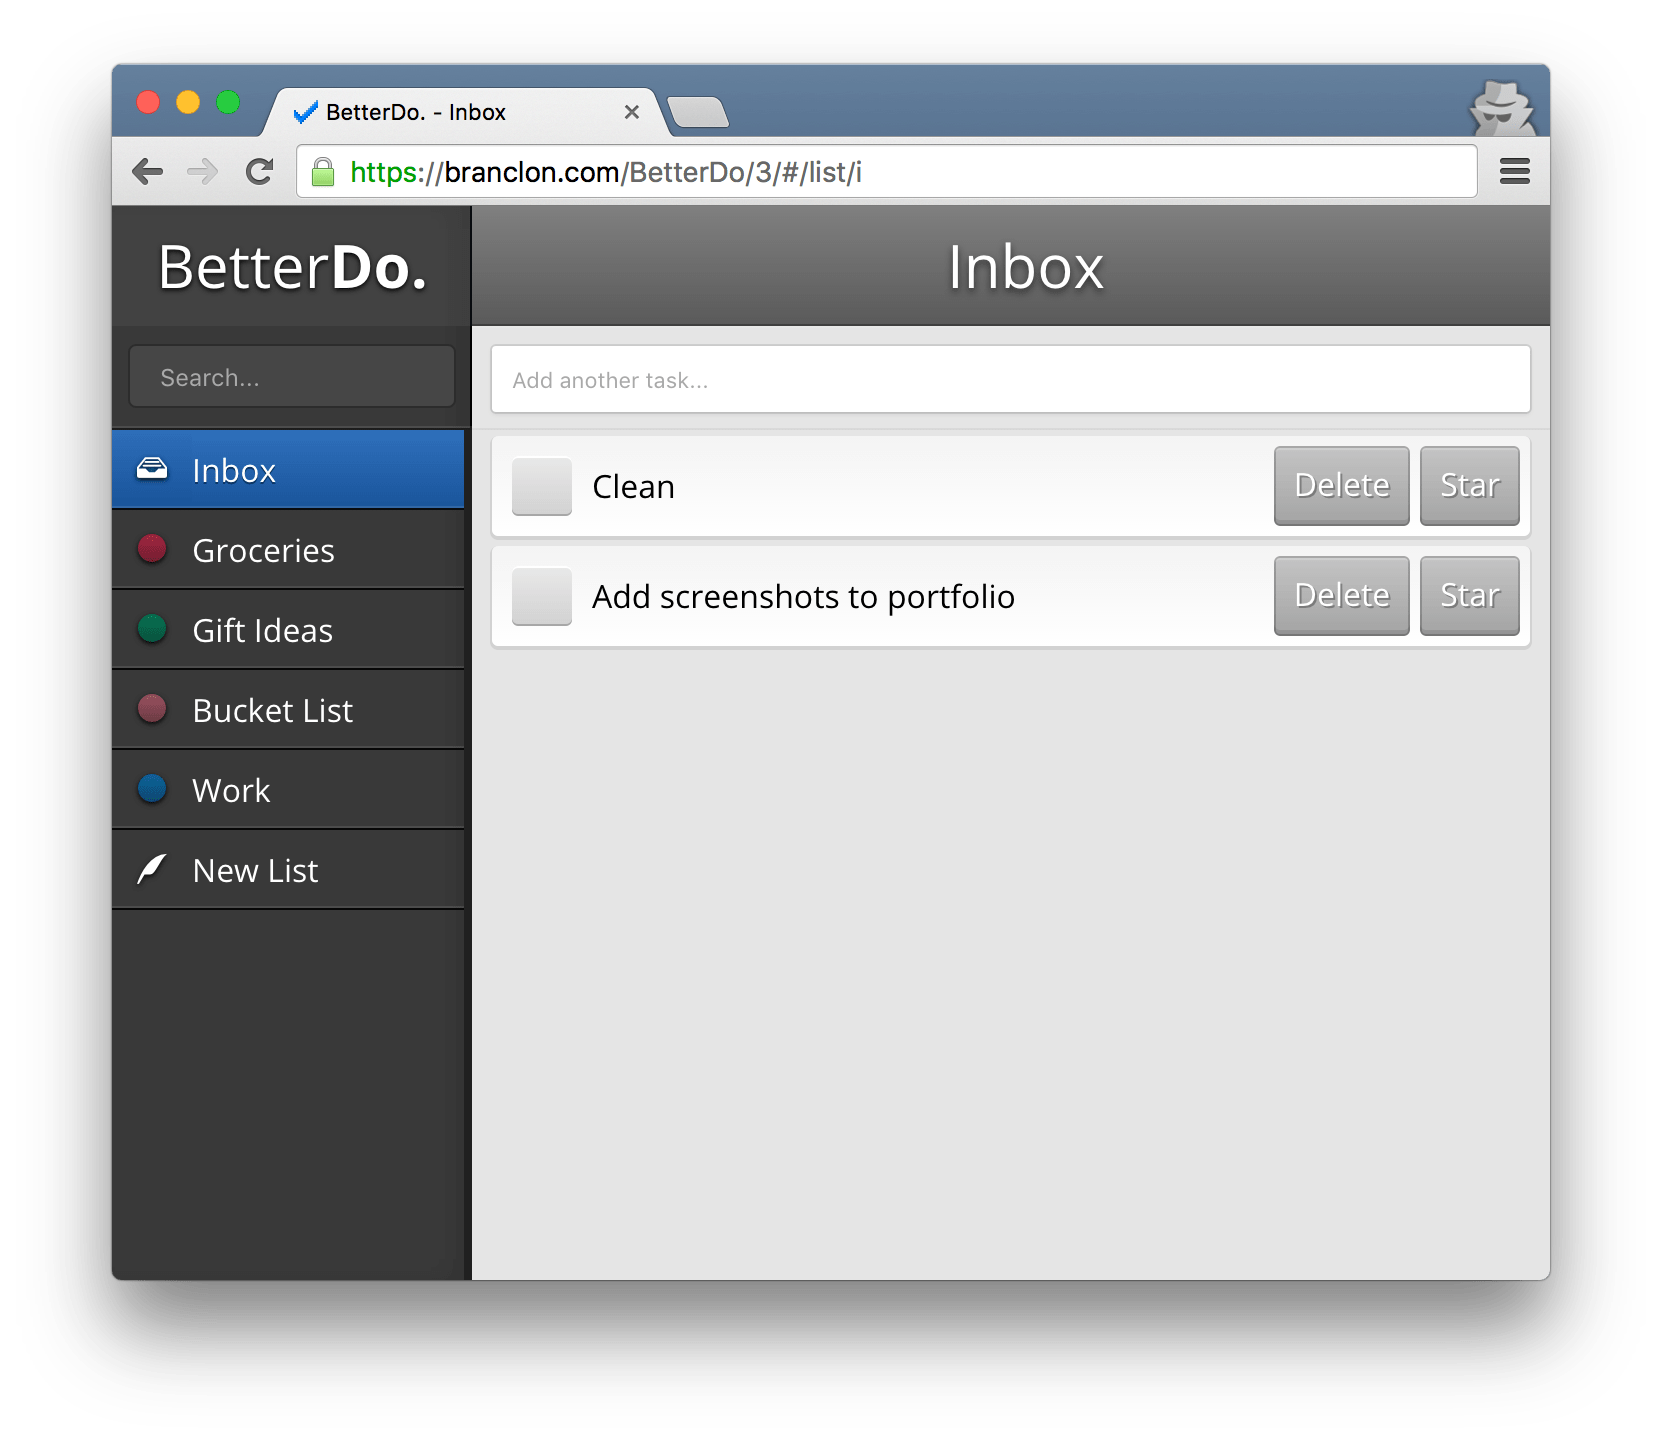 BetterDo. - Inbox
https://branclon.com/BetterDo/3/#/list/i
BetterDo.
Inbox
Search...
Add another task...
Inbox
Groceries
Gift Ideas
Bucket List
Work
New List
Clean
Delete
Star
Add screenshots to portfolio
Delete
Star